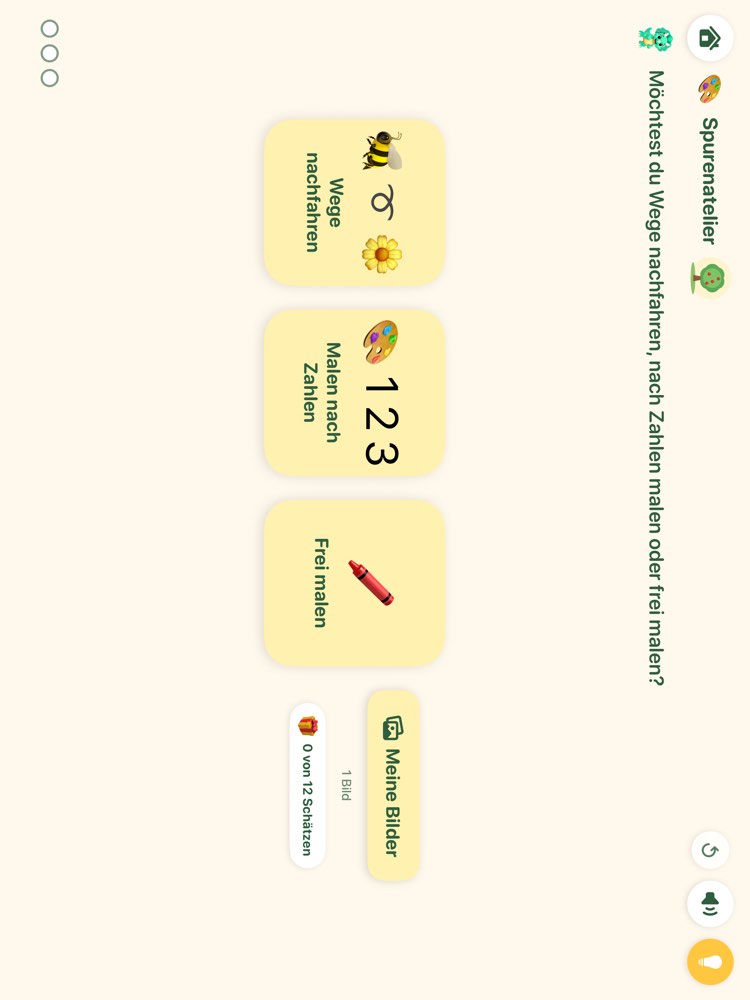 Spurenatelier
Möchtest du Wege nachfahren, nach Zahlen malen oder frei malen?
Wege
nachfahren
1 2 3
Malen nach
Zahlen
Frei malen
Meine Bilder
1 Bild
0 von 12 Schätzen